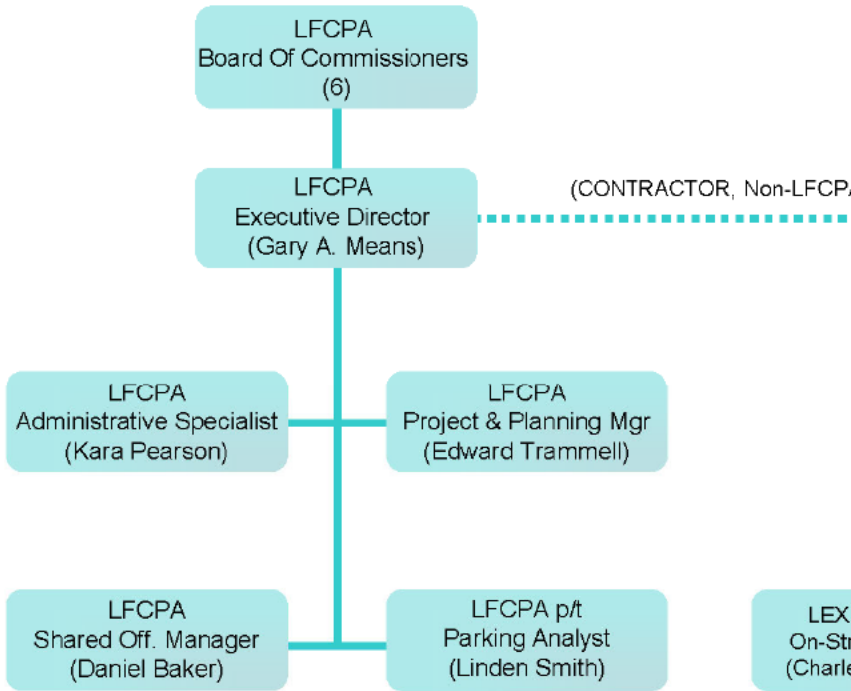 LFCPA
Board Of Commissioners
(6)
LFCPA
Executive Director
(Gary A. Means)
(CONTRACTOR, Non-LFCPA
LFCPA
Administrative Specialist
(Kara Pearson)
LFCPA
Project & Planning Mgr
(Edward Trammell)
LFCPA
Shared Off. Manager
(Daniel Baker)
LFCPA p/t
Parking Analyst
(Linden Smith)
LEX